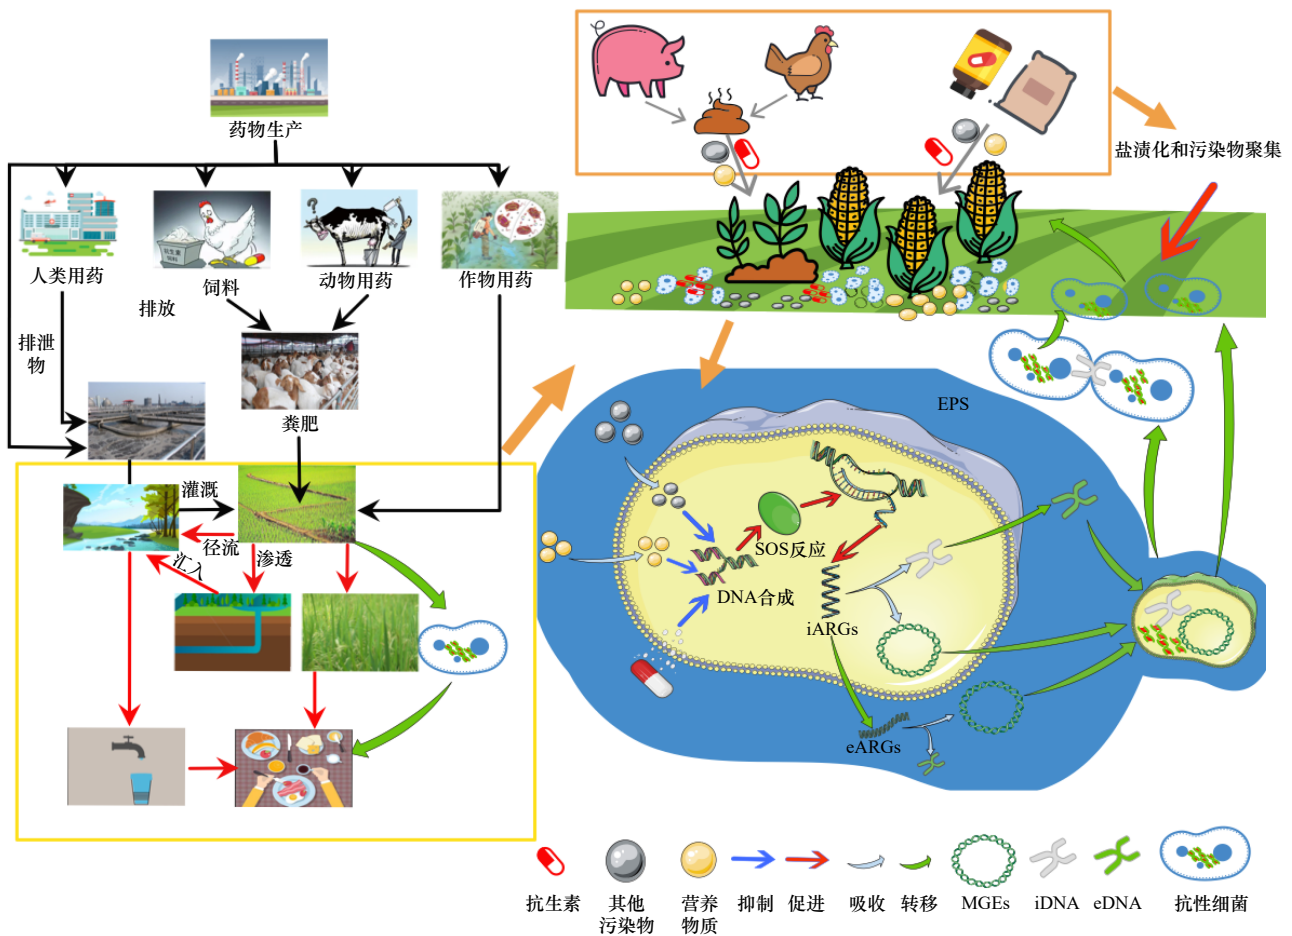 药物生产
人类用药
饲料
动物用药
作物用药
排放
排泄
物
粪肥
灌溉
径流
渗透
汇入
盐渍化和污染物聚集
EPS
SOS反应
DNA合成
iARGs
eARGs
抗生素
其他
污染物
营养
物质
抑制
促进
吸收
转移
MGEs
iDNA
eDNA
抗性细菌